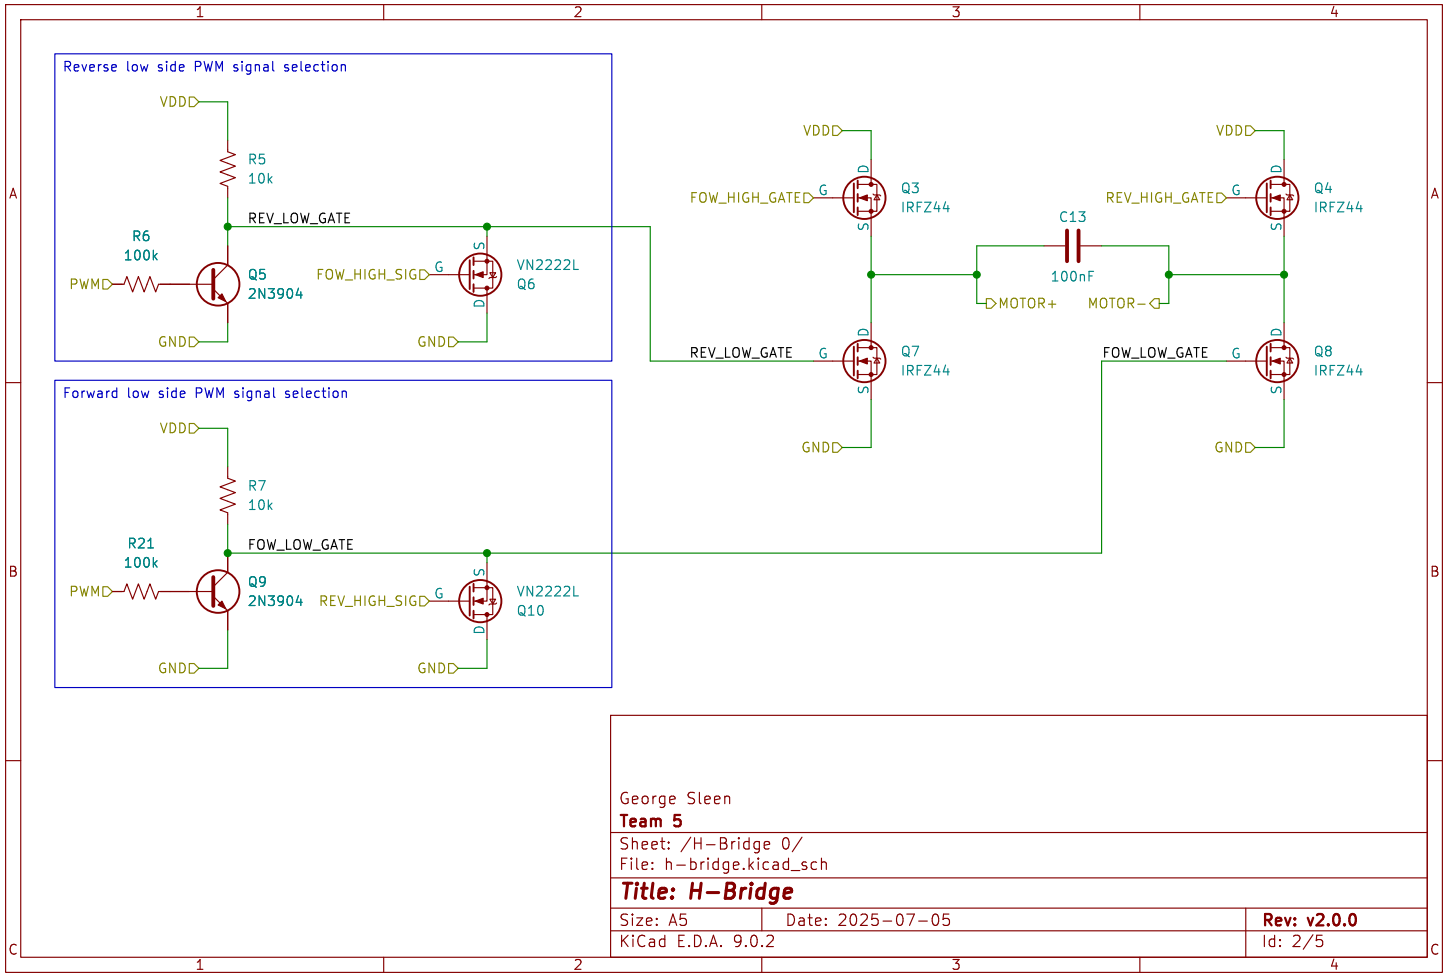 1 2 3 4
Reverse low side PWM signal selection
VDD
R5
10k
REV_LOW_GATE
R6
100k
PWM
Q5
2N3904
GND
FOW_HIGH_SIG
G
S
D
VN2222L
Q6
GND
Forward low side PWM signal selection
VDD
R7
10k
FOW_LOW_GATE
R21
100k
PWM
Q9
2N3904
GND
REV_HIGH_SIG
G
S
D
VN2222L
Q10
GND
VDD
FOW_HIGH_GATE
G
D
S
Q3
IRFZ44
VDD
REV_HIGH_GATE
G
D
S
Q4
IRFZ44
C13
100nF
MOTOR+
MOTOR-
REV_LOW_GATE
G
D
S
Q7
IRFZ44
GND
FOW_LOW_GATE
G
D
S
Q8
IRFZ44
GND
A
B
C
A
B
C
George Sleen
Team 5
Sheet: /H-Bridge 0/
File: h-bridge.kicad_sch
Title: H-Bridge
Size: A5
Date: 2025-07-05
Rev: v2.0.0
KiCad E.D.A. 9.0.2
Id: 2/5
1 2 3 4